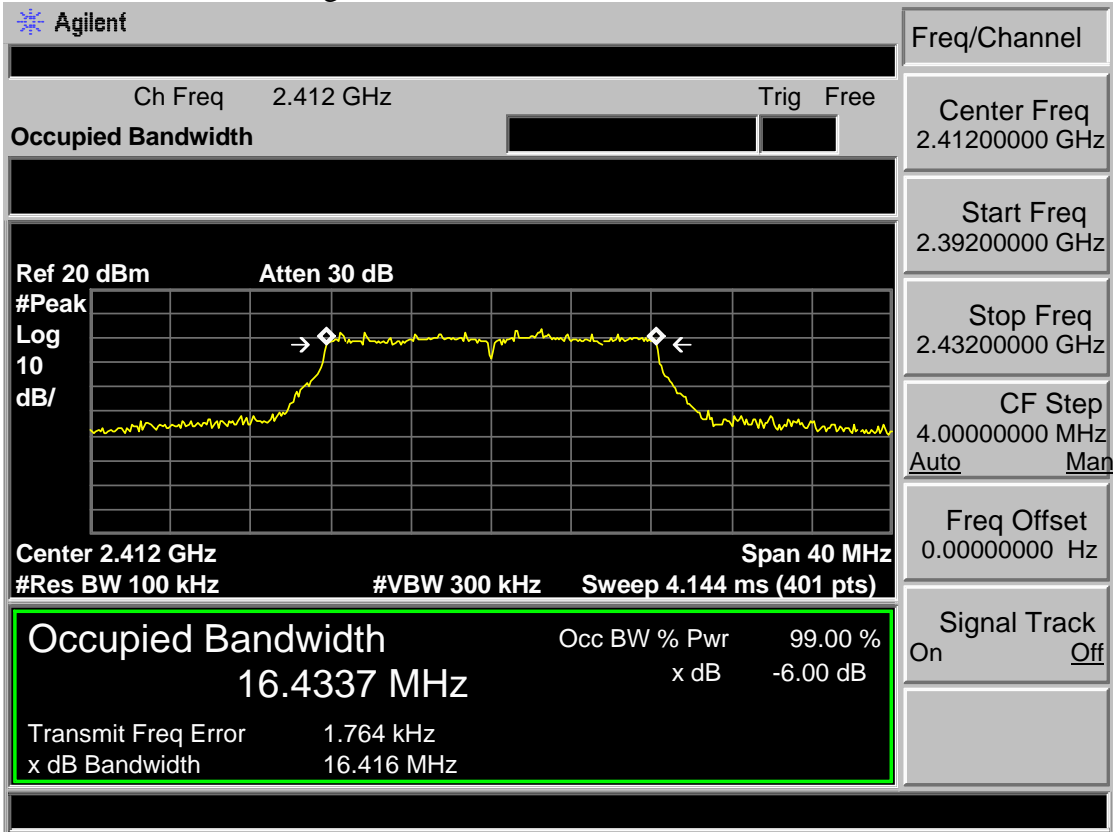 Agilent
Freq/Channel
Ch Freq 2.412 GHz Trig Free
Occupied Bandwidth
Center Freq
2.41200000 GHz
Start Freq
2.39200000 GHz
Stop Freq
2.43200000 GHz
CF Step
4.00000000 MHz
Auto Man
Freq Offset
0.00000000 Hz
Signal Track
On Off
Ref 20 dBm Atten 30 dB
#Peak
Log
10
dB/
Center 2.412 GHz Span 40 MHz
#Res BW 100 kHz #VBW 300 kHz Sweep 4.144 ms (401 pts)
Occupied Bandwidth Occ BW % Pwr 99.00 %
16.4337 MHz x dB -6.00 dB
Transmit Freq Error 1.764 kHz
x dB Bandwidth 16.416 MHz